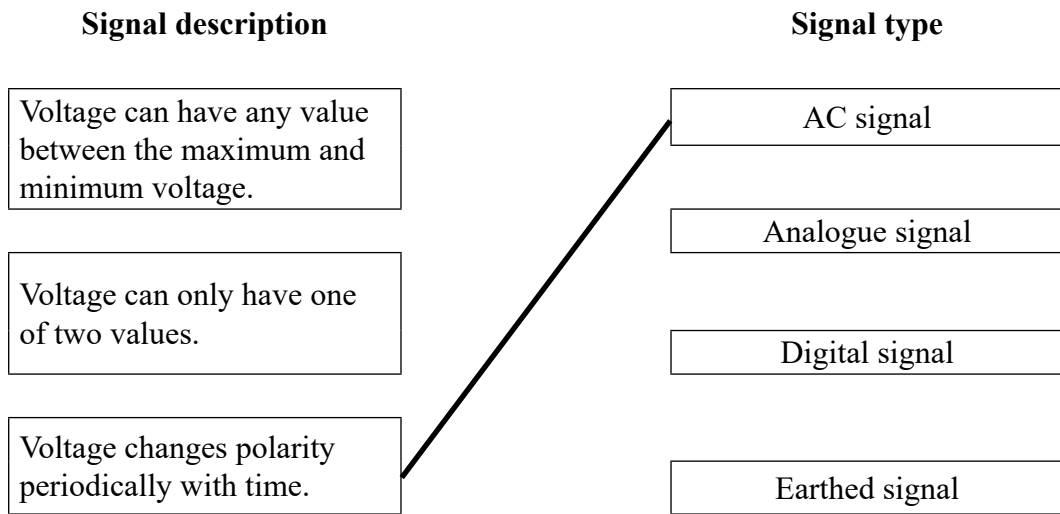 Signal description
Signal type
Voltage can have any value
between the maximum and
minimum voltage.
AC signal
Analogue signal
Voltage can only have one
of two values.
Digital signal
Voltage changes polarity
periodically with time.
Earthed signal